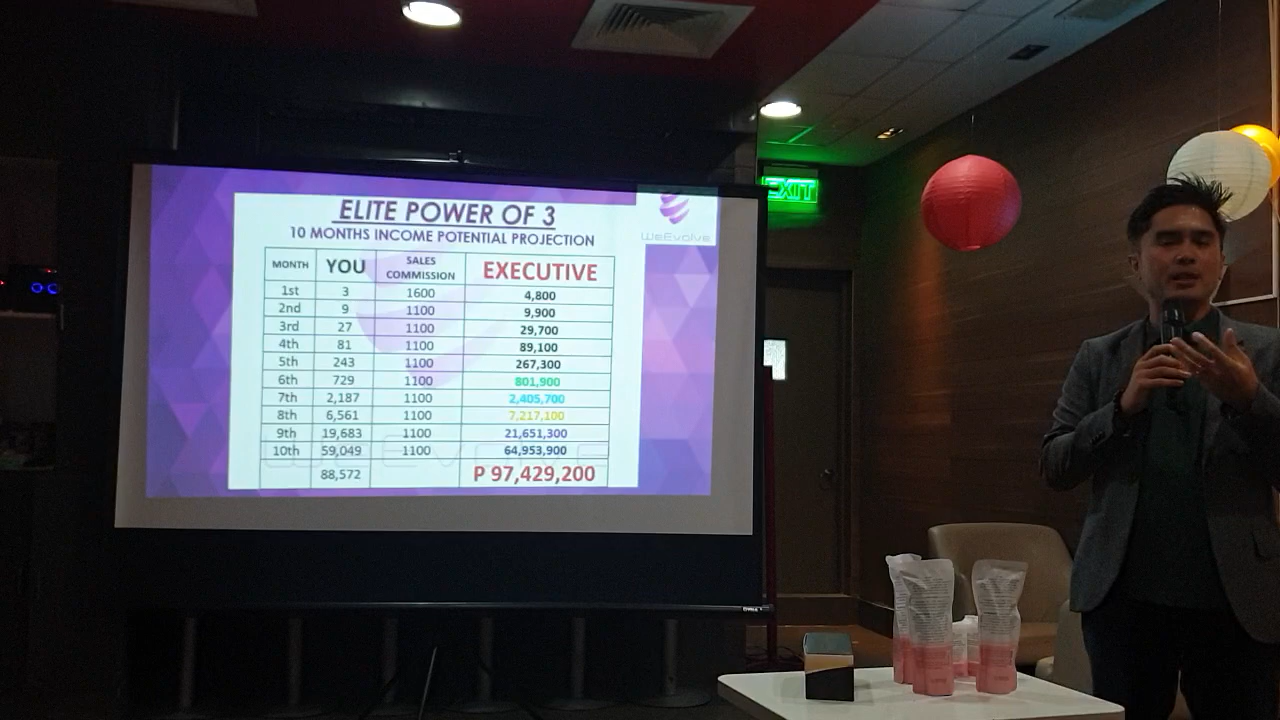 ELITE POWER OF 3
10 MONTHS INCOME POTENTIAL PROJECTION
WeEvolve
MONTH YOU SALES COMMISSION EXECUTIVE
1st 3 1600 4,800
2nd 9 1100 9,900
3rd 27 1100 29,700
4th 81 1100 89,100
5th 243 1100 267,300
6th 729 1100 801,900
7th 2,187 1100 2,405,700
8th 6,561 1100 7,217,100
9th 19,683 1100 21,651,300
10th 59,049 1100 64,953,900
88,572 P 97,429,200
EXIT